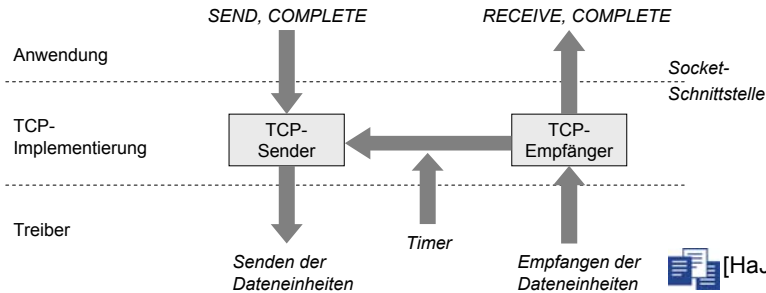 SEND, COMPLETE
RECEIVE, COMPLETE
Anwendung
Socket-
Schnittstelle
TCP-
Implementierung
TCP-
Sender
TCP-
Empfänger
Treiber
Timer
Senden der
Dateneinheiten
Empfangen der
Dateneinheiten
[HaJ